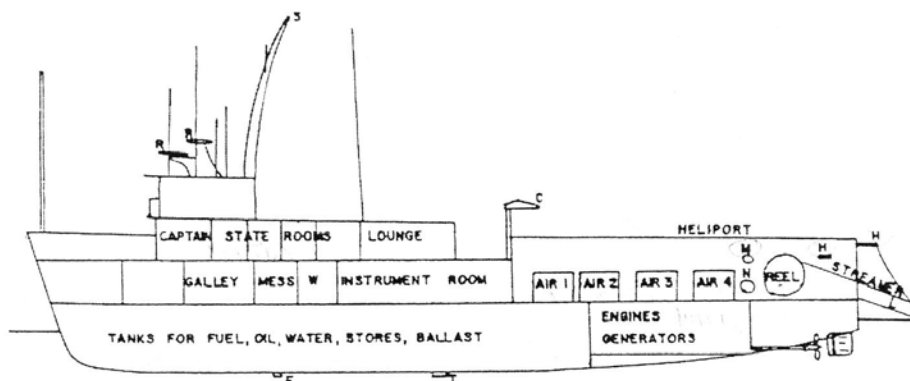 S
R
R
C
HELIPORT
H
CAPTAIN STATE ROOMS LOUNGE
M
H
GALLEY MESS W INSTRUMENT ROOM
AIR 1 AIR 2 AIR 3 AIR 4
N
REEL
STREAMER
TANKS FOR FUEL, OIL, WATER, STORES, BALLAST
ENGINES
GENERATORS